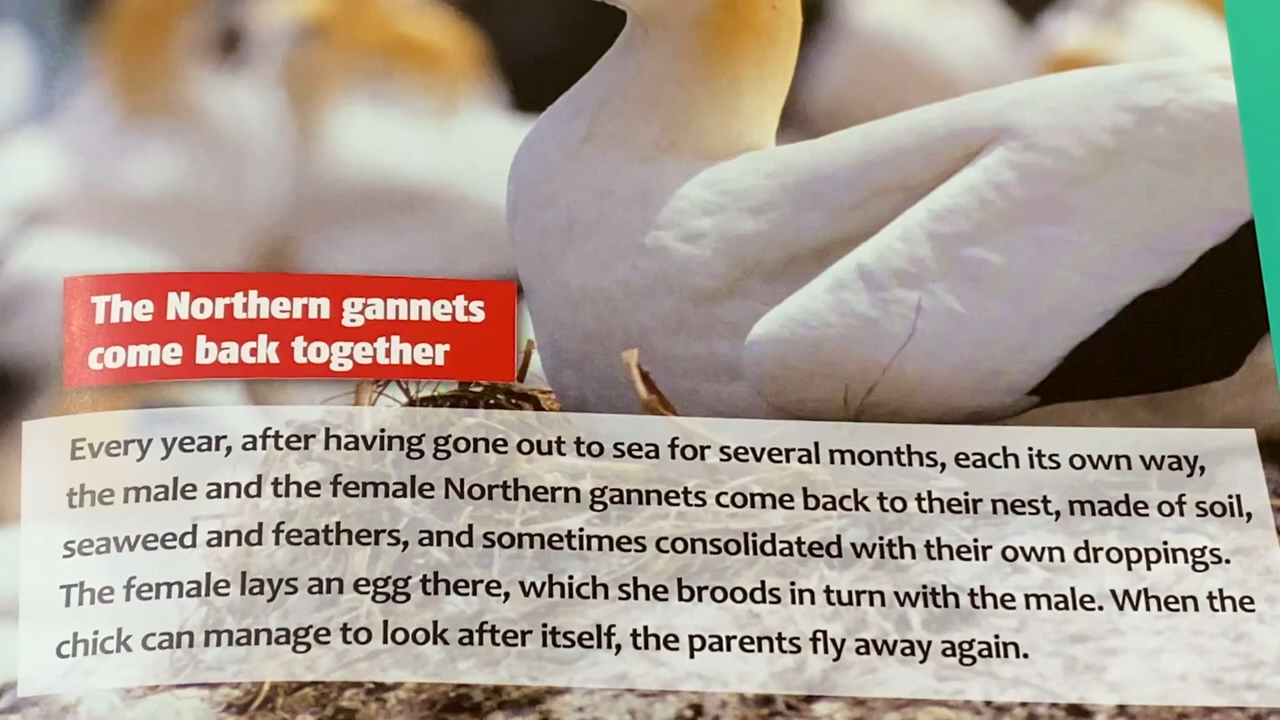 The Northern gannets
come back together
Every year, after having gone out to sea for several months, each its own way,
the male and the female Northern gannets come back to their nest, made of soil,
seaweed and feathers, and sometimes consolidated with their own droppings.
The female lays an egg there, which she broods in turn with the male. When the
chick can manage to look after itself, the parents fly away again.